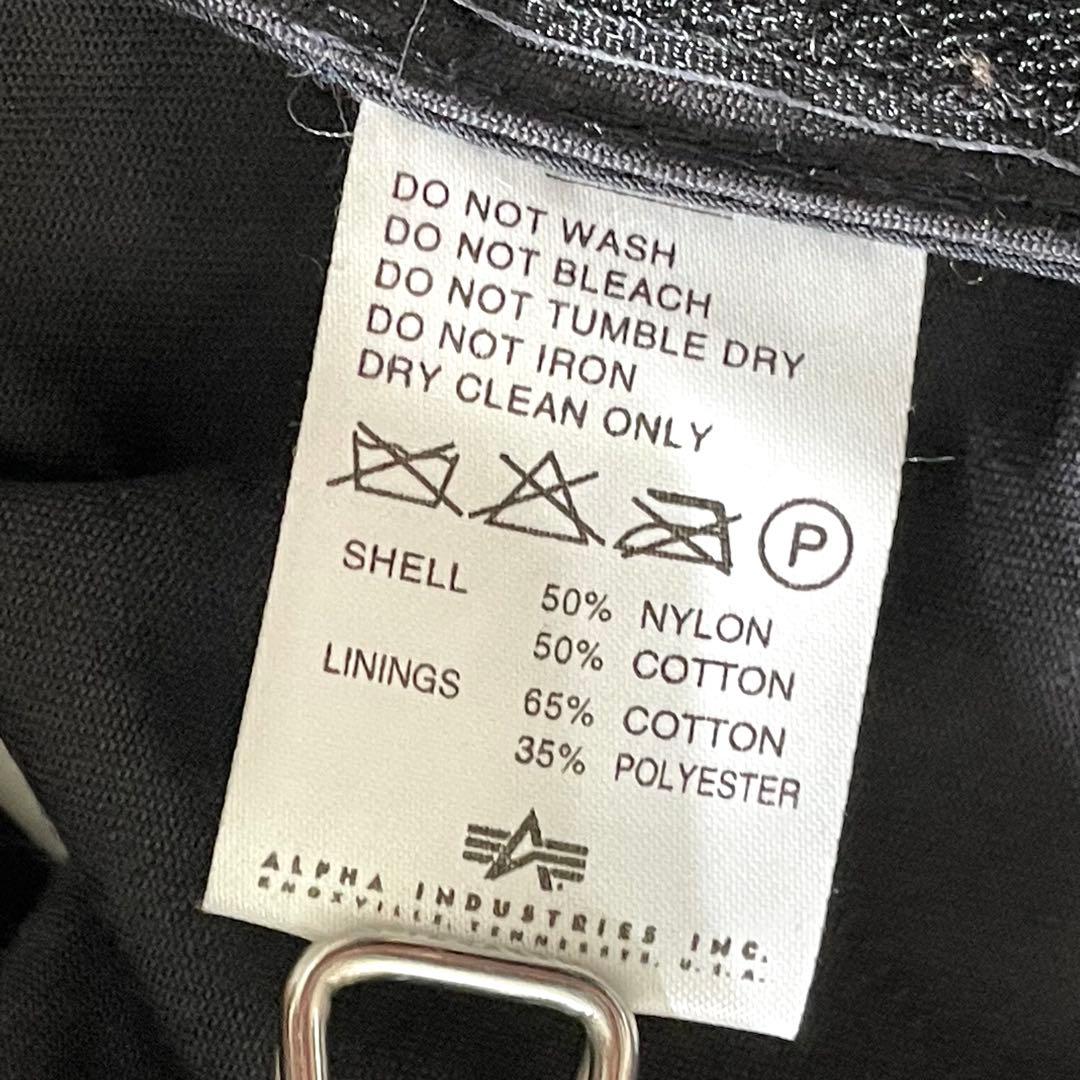 DO NOT WASH
DO NOT BLEACH
DO NOT TUMBLE DRY
DO NOT IRON
DRY CLEAN ONLY
P
SHELL 50% NYLON
50% COTTON
LININGS 65% COTTON
35% POLYESTER
ALPHA INDUSTRIES INC.
KNOXVILLE, TENNESSEE, U.S.A.